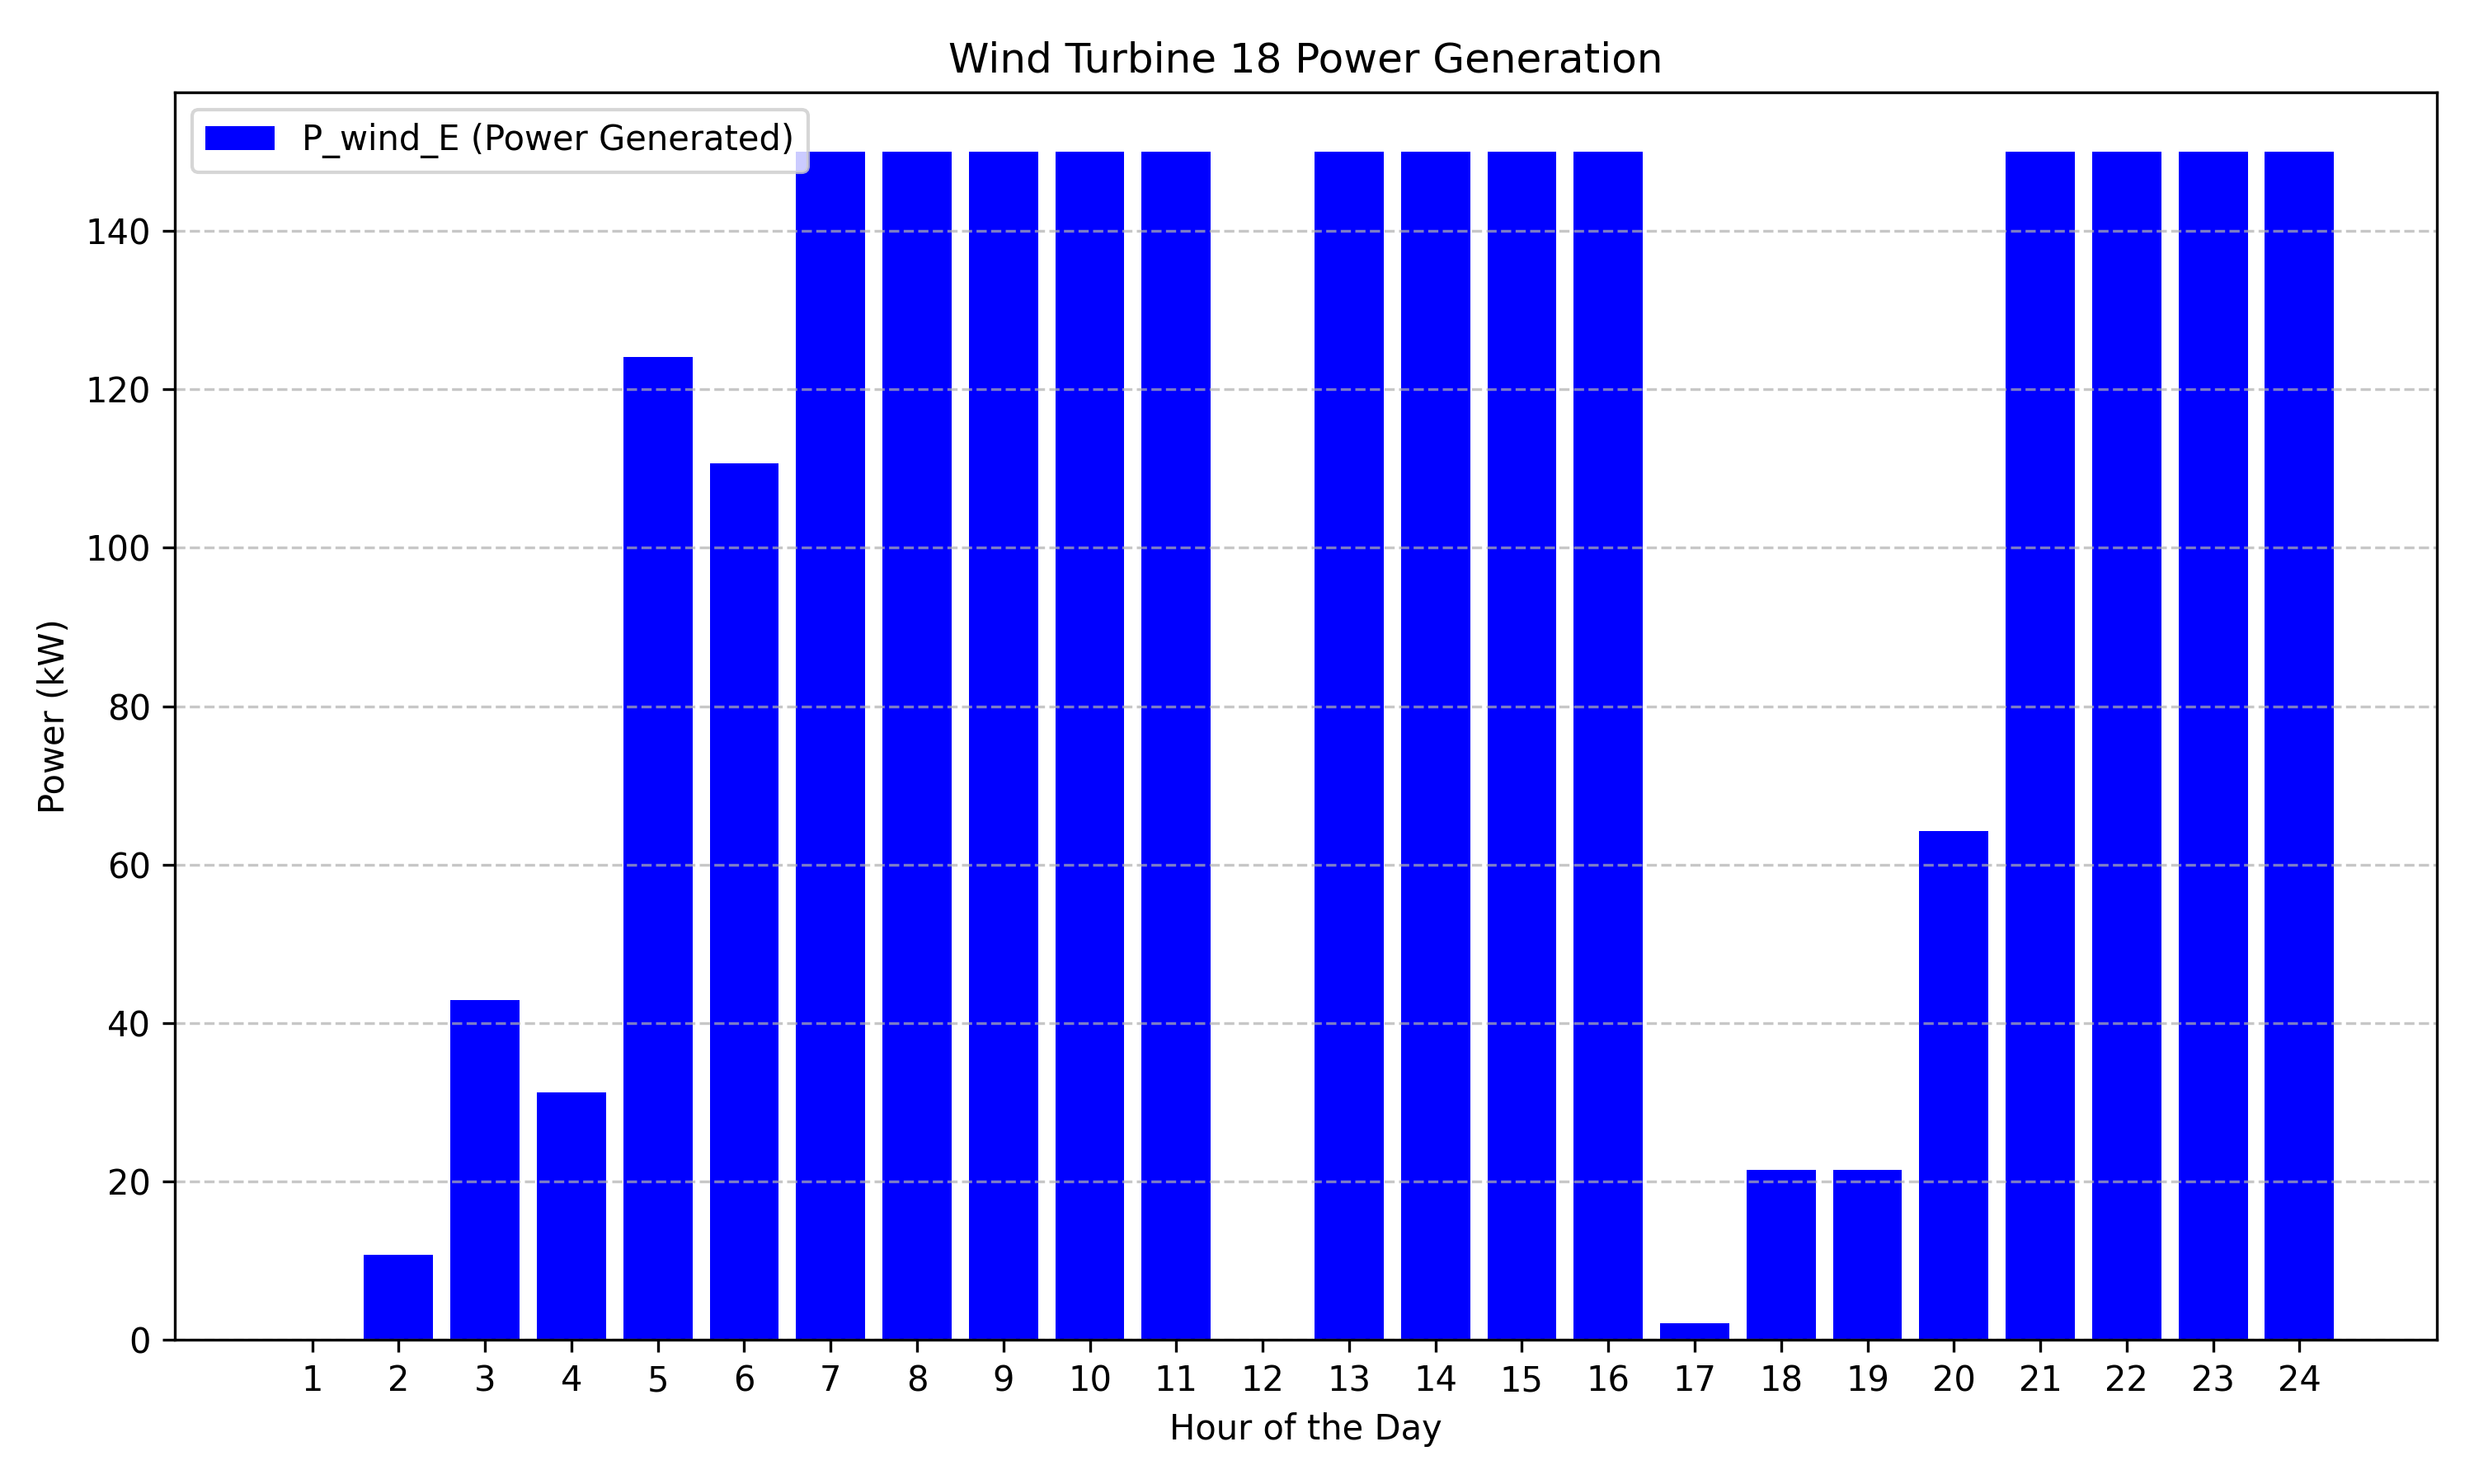 Wind Turbine 18 Power Generation
P_wind_E (Power Generated)
140
120
100
80
60
40
20
0
Power (kW)
1 2 3 4 5 6 7 8 9 10 11 12 13 14 15 16 17 18 19 20 21 22 23 24
Hour of the Day